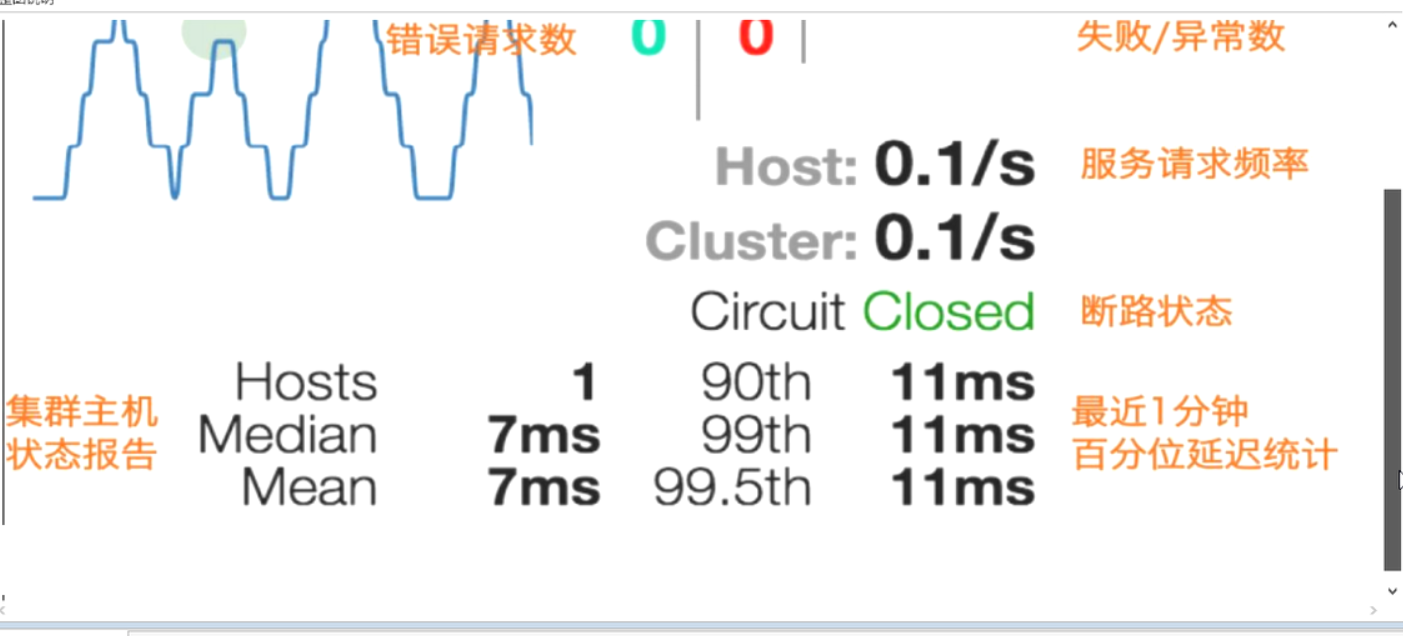 错误请求数 0 0 失败/异常数
Host: 0.1/s 服务请求频率
Cluster: 0.1/s
Circuit Closed 断路状态
Hosts 1 90th 11ms
集群主机
状态报告
Median 7ms 99th 11ms
最近1分钟
百分位延迟统计
Mean 7ms 99.5th 11ms